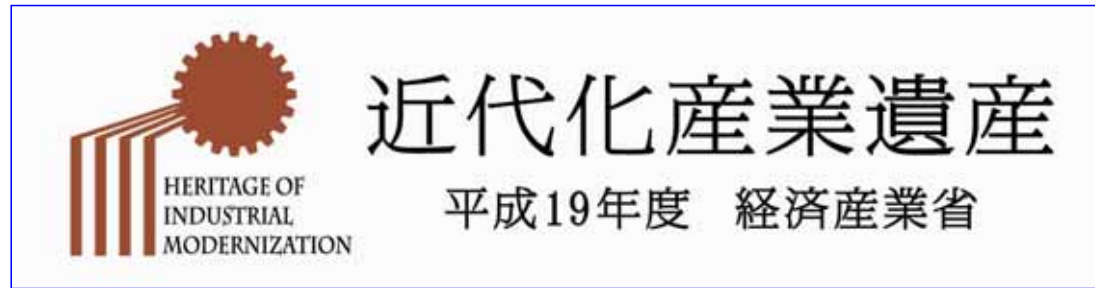 近代化産業遺産
平成19年度 経済産業省
HERITAGE OF
INDUSTRIAL
MODERNIZATION